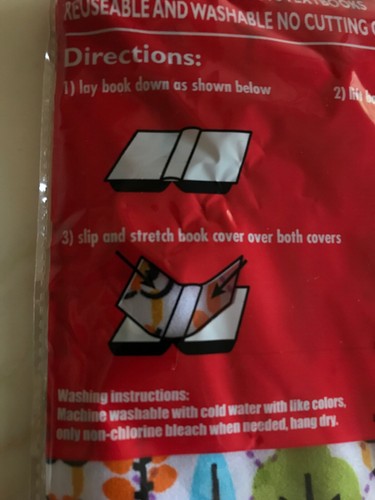 REUSEABLE AND WASHABLE NO CUTTING
Directions:
1) lay book down as shown below
2)
3) slip and stretch book cover over both covers
Washing instructions:
Machine washable with cold water with like colors,
only non-chlorine bleach when needed, hang dry.